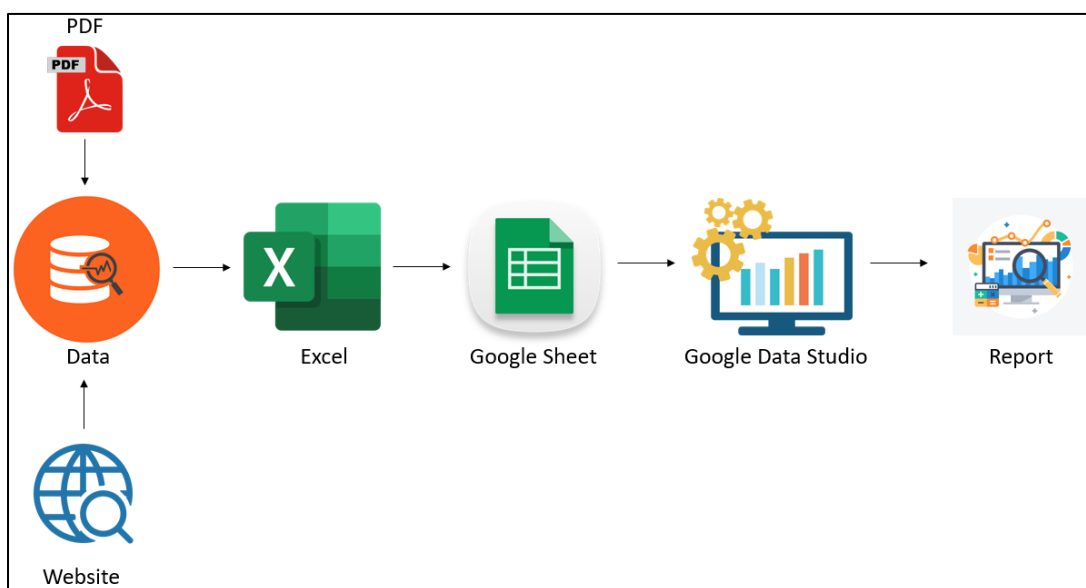 PDF
PDF
Data
X
Excel
Google Sheet
Google Data Studio
Report
Website